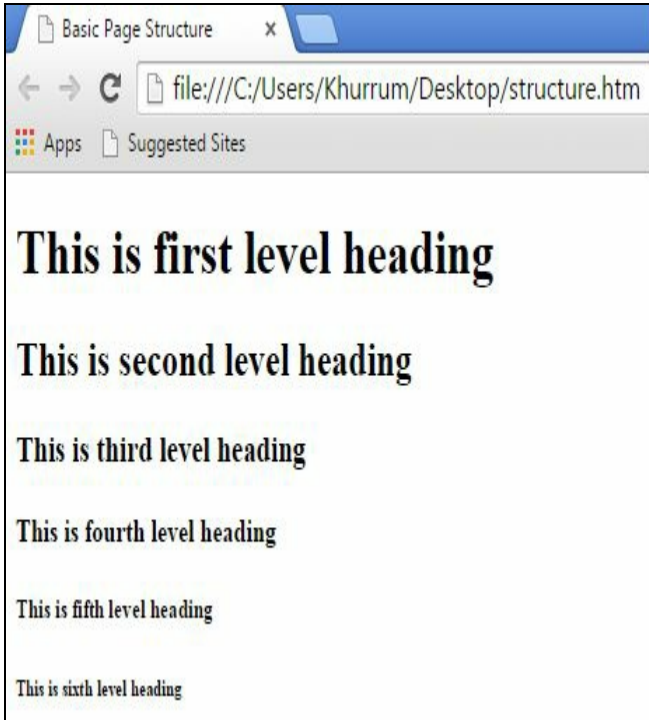 Basic Page Structure
file:///C:/Users/Khurrum/Desktop/structure.htm
Apps Suggested Sites
This is first level heading
This is second level heading
This is third level heading
This is fourth level heading
This is fifth level heading
This is sixth level heading